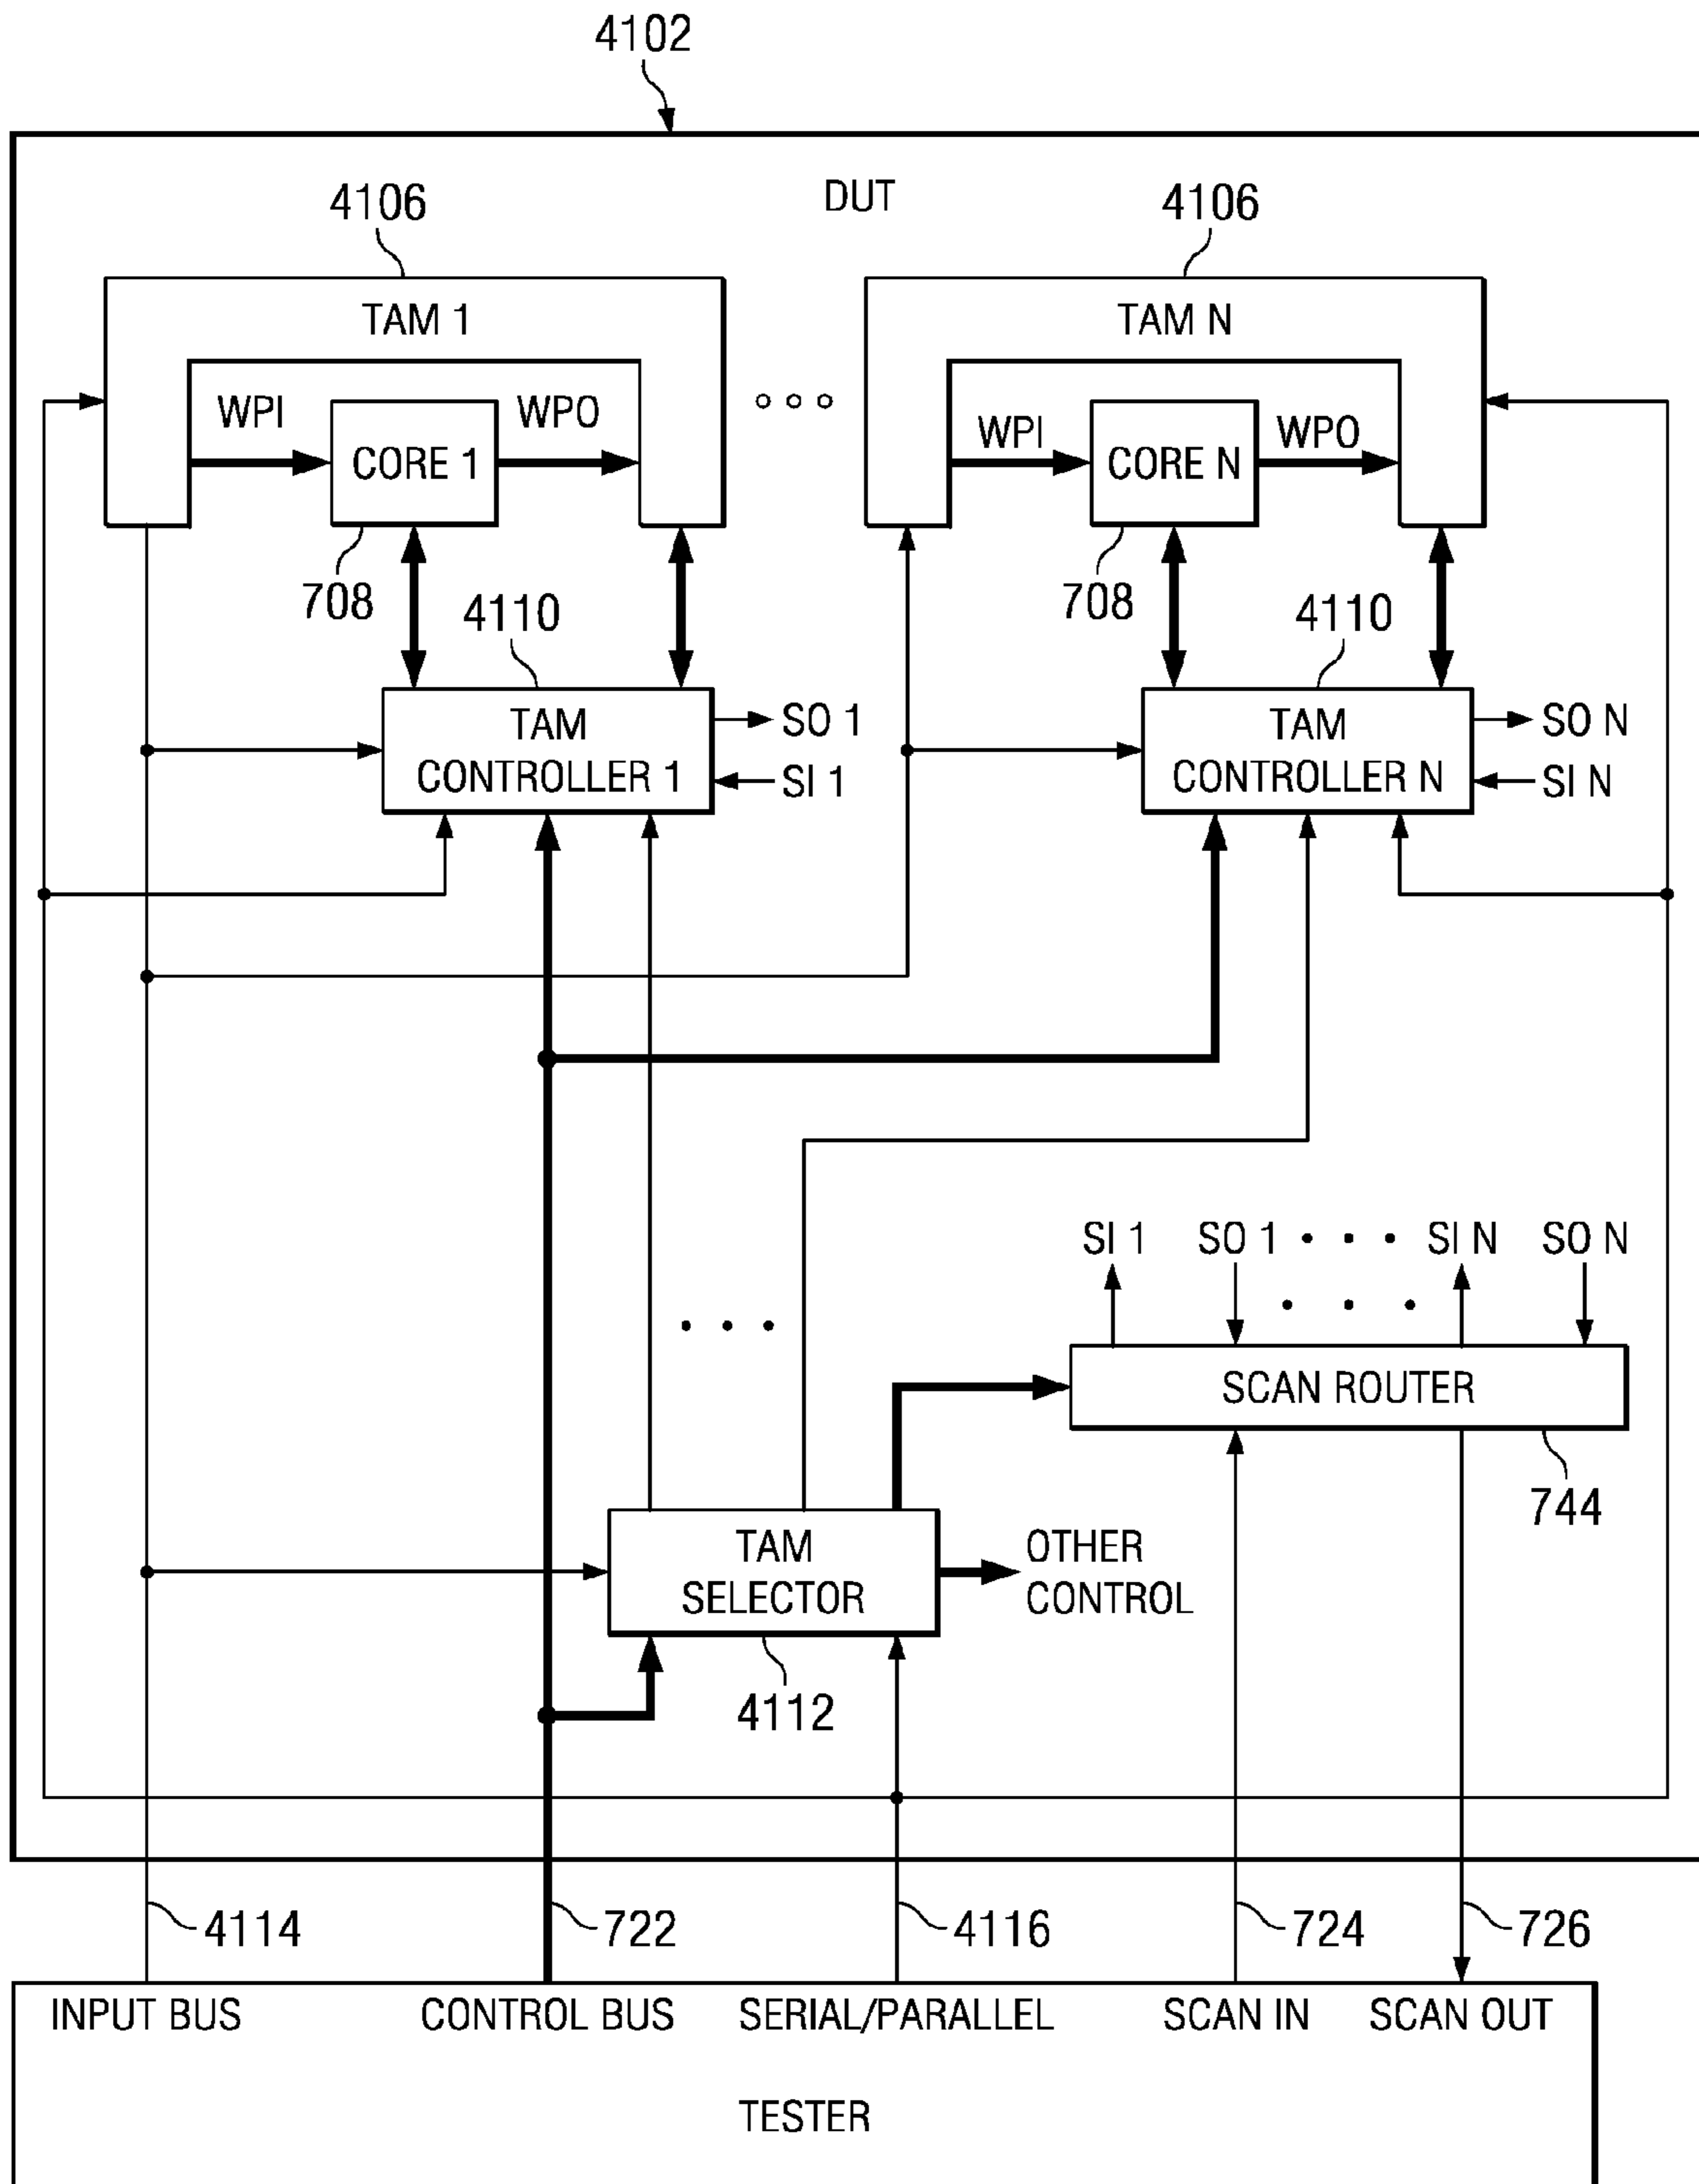 4102
DUT
4106
4106
TAM 1
TAM N
WPI
CORE 1
WPO
WPI
CORE N
WPO
708
708
4110
4110
TAM
CONTROLLER 1
SO 1
SI 1
TAM
CONTROLLER N
SO N
SI N
SI 1
SO 1
SI N
SO N
SCAN ROUTER
744
TAM
SELECTOR
OTHER
CONTROL
4112
4114
722
4116
724
726
INPUT BUS
CONTROL BUS
SERIAL/PARALLEL
SCAN IN
SCAN OUT
TESTER